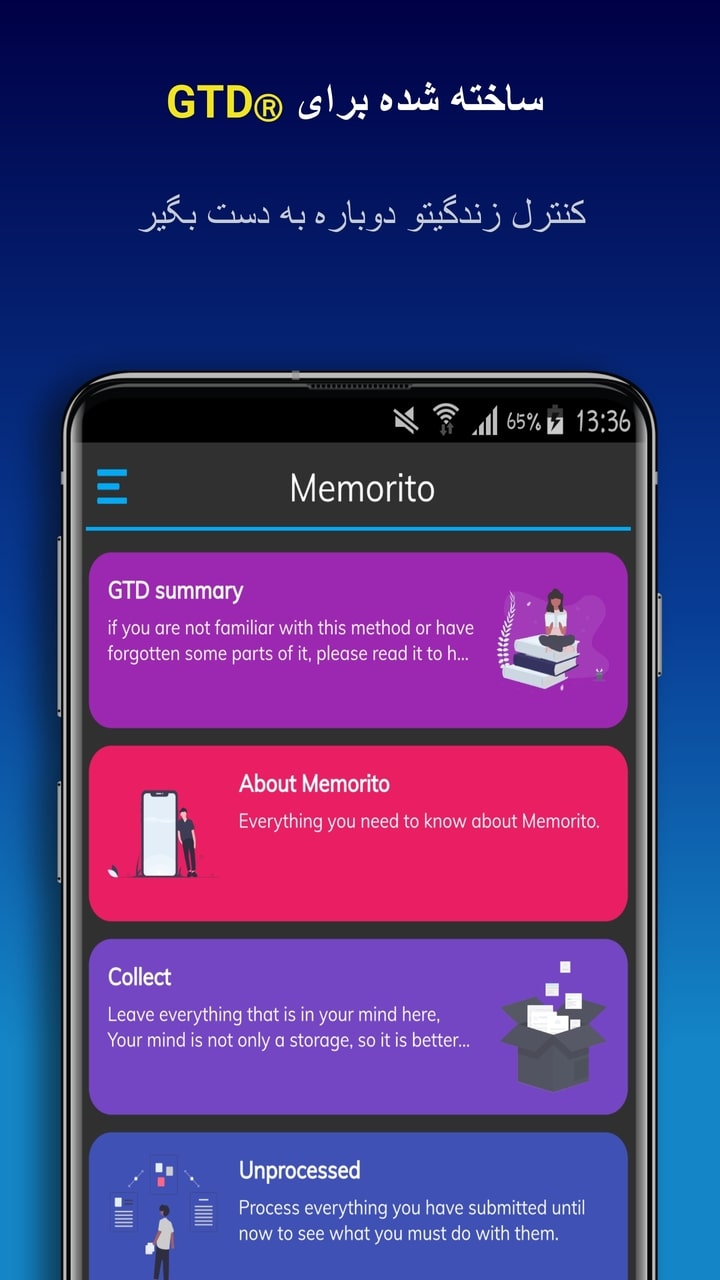 ساخته شده برای GTD®
کنترل زندگیتو دوباره به دست بگیر
65% 13:36
Memorito
GTD summary
if you are not familiar with this method or have
forgotten some parts of it, please read it to h...
About Memorito
Everything you need to know about Memorito.
Collect
Leave everything that is in your mind here,
Your mind is not only a storage, so it is better...
Unprocessed
Process everything you have submitted until
now to see what you must do with them.